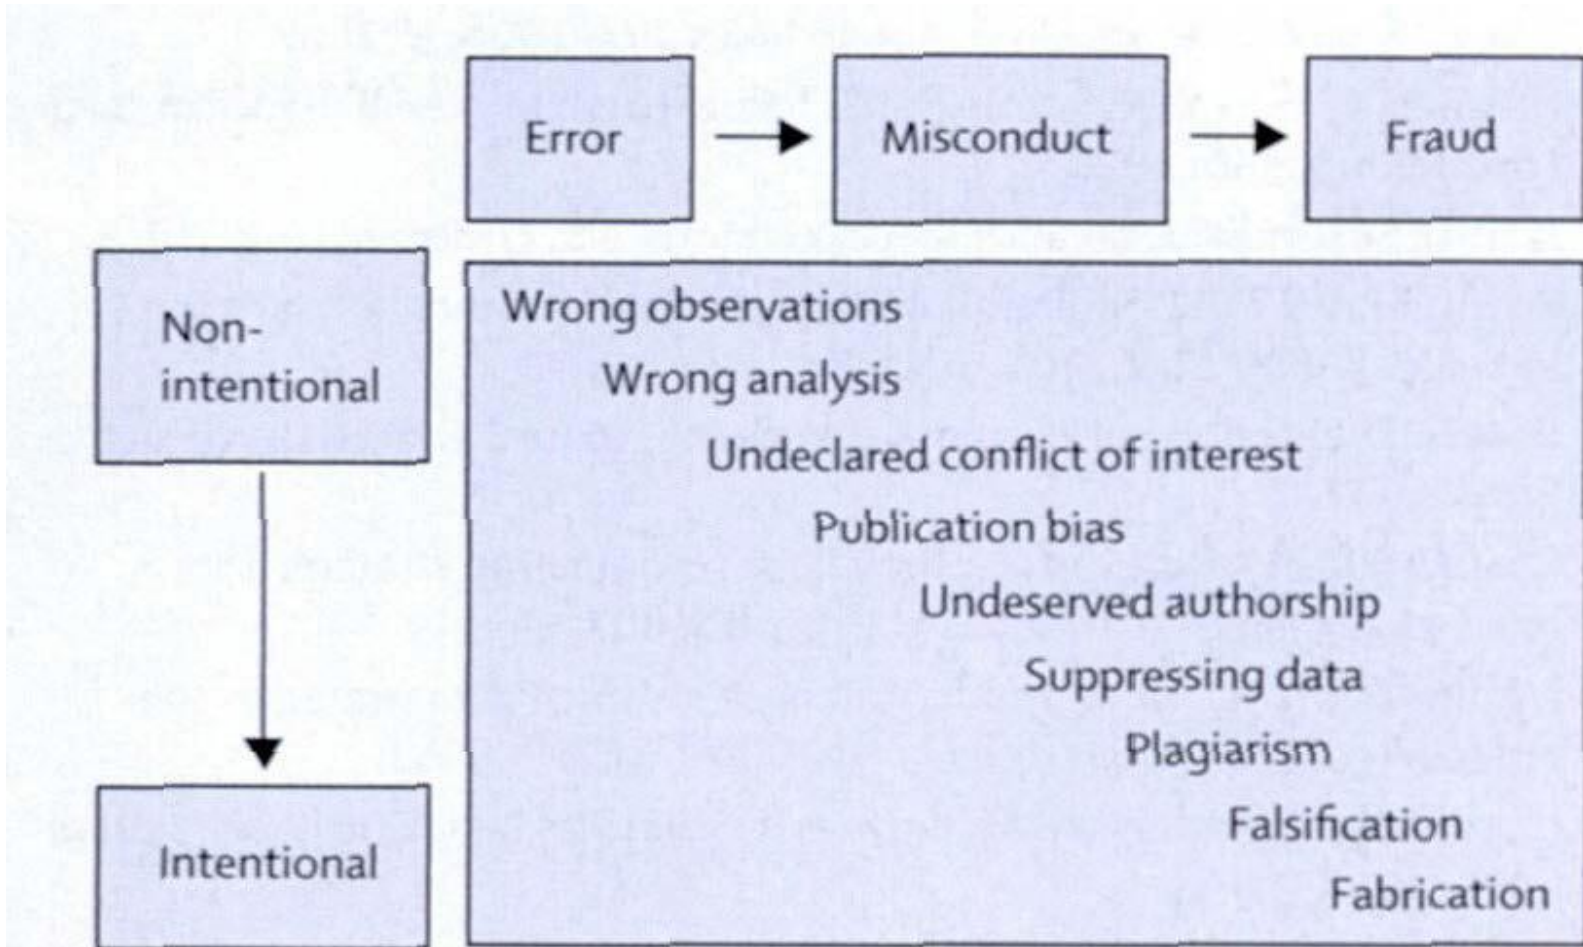 Error
Misconduct
Fraud
Non-
intentional
Wrong observations
Wrong analysis
Undeclared conflict of interest
Publication bias
Undeserved authorship
Suppressing data
Plagiarism
Falsification
Fabrication
Intentional